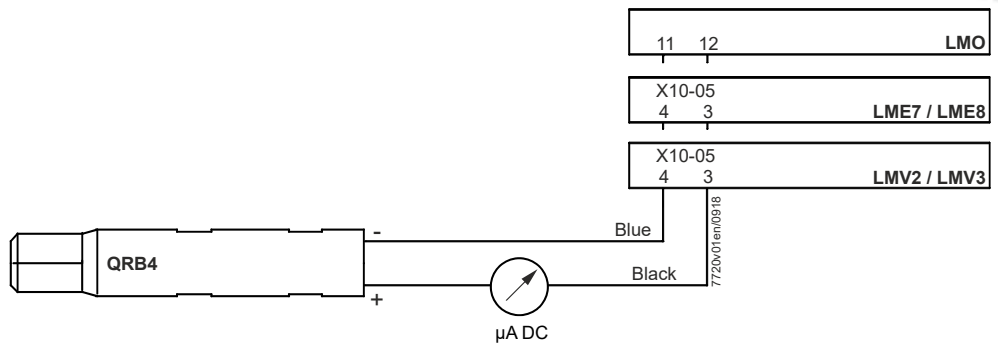 11 12 LMO
X10-05
4 3 LME7 / LME8
X10-05
4 3 LMV2 / LMV3
7720v01en/0918
- Blue
QRB4
Black
+
µA DC